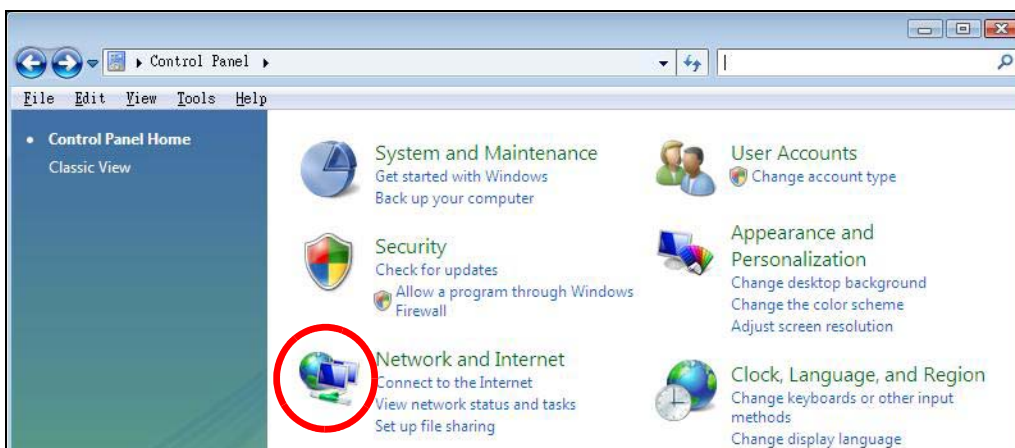 Control Panel
File Edit View Tools Help
Control Panel Home
Classic View
System and Maintenance
Get started with Windows
Back up your computer
Security
Check for updates
Allow a program through Windows
Firewall
Network and Internet
Connect to the Internet
View network status and tasks
Set up file sharing
User Accounts
Change account type
Appearance and
Personalization
Change desktop background
Change the color scheme
Adjust screen resolution
Clock, Language, and Region
Change keyboards or other input
methods
Change display language